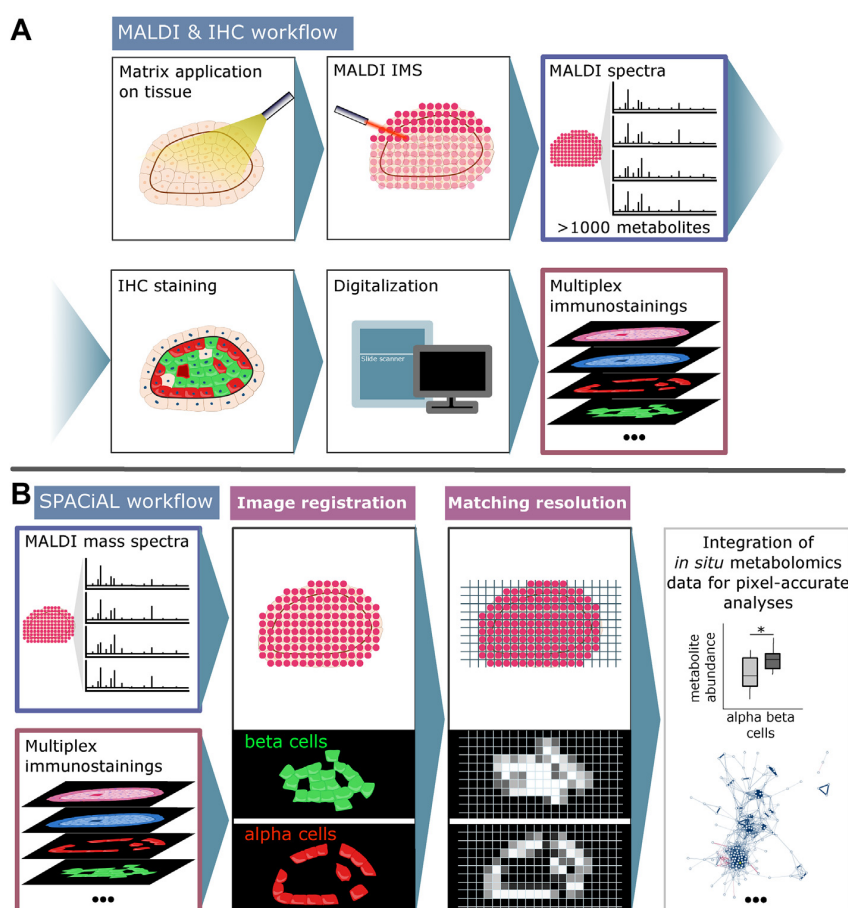 A
MALDI & IHC workflow
Matrix application
on tissue
MALDI IMS
MALDI spectra
>1000 metabolites
IHC staining
Digitalization
Slide scanner
Multiplex
immunostainings
•••
B
SPACiAL workflow
Image registration
Matching resolution
MALDI mass spectra
Multiplex
immunostainings
•••
beta cells
alpha cells
Integration of
in situ metabolomics
data for pixel-accurate
analyses
*
metabolite
abundance
alpha beta
cells
•••